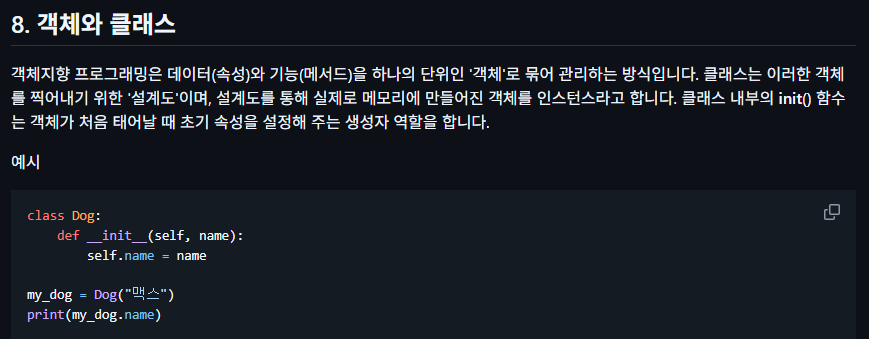 8. 객체와 클래스
객체지향 프로그래밍은 데이터(속성)와 기능(메서드)을 하나의 단위인 '객체'로 묶어 관리하는 방식입니다. 클래스는 이러한 객체
를 찍어내기 위한 '설계도'이며, 설계도를 통해 실제로 메모리에 만들어진 객체를 인스턴스라고 합니다. 클래스 내부의 init() 함수
는 객체가 처음 태어날 때 초기 속성을 설정해 주는 생성자 역할을 합니다.
예시
class Dog:
    def __init__(self, name):
        self.name = name
my_dog = Dog("맥스")
print(my_dog.name)